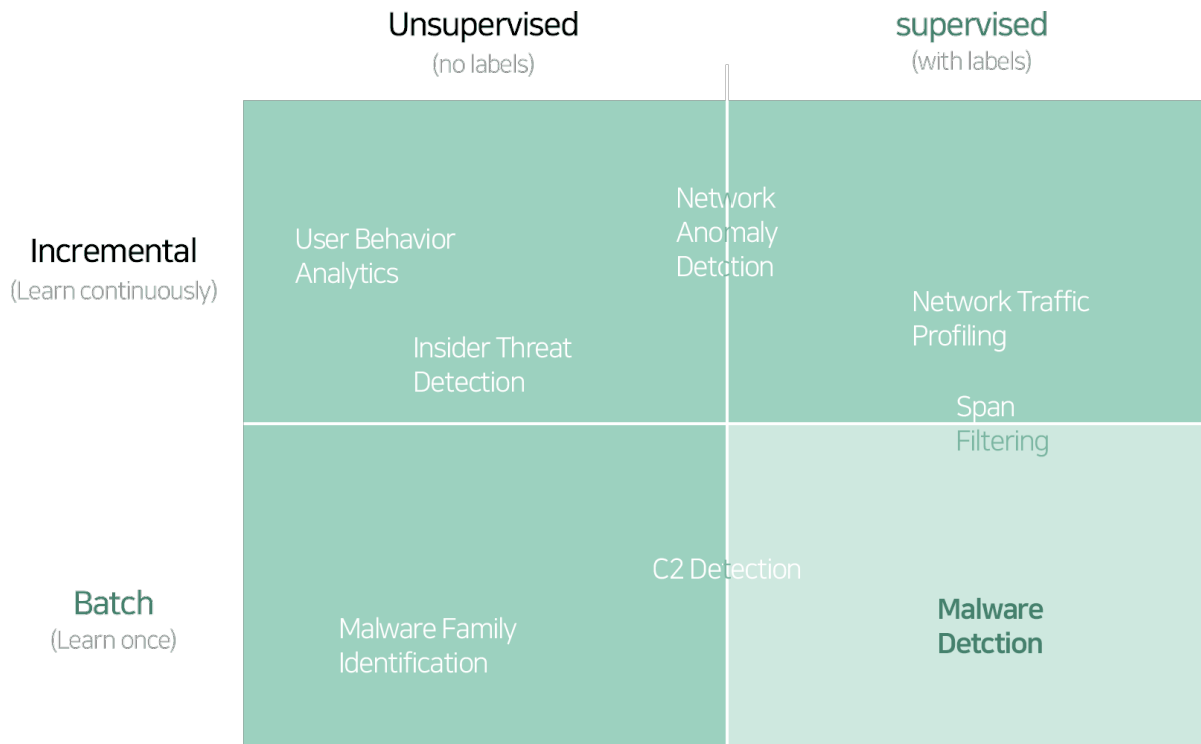 Unsupervised
(no labels)
supervised
(with labels)
Incremental
(Learn continuously)
User Behavior
Analytics
Insider Threat
Detection
Network
Anomaly
Detction
Network Traffic
Profiling
Span
Filtering
Batch
(Learn once)
Malware Family
Identification
C2 Detection
Malware
Detction